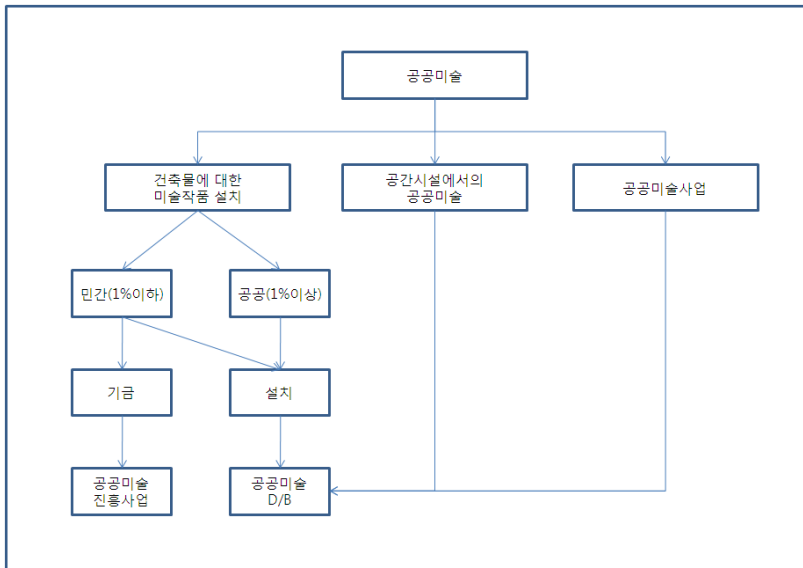 공공미술
건축물에 대한
미술작품 설치
공간시설에서의
공공미술
공공미술사업
민간(1%이하)
공공(1%이상)
기금
설치
공공미술
진흥사업
공공미술
D/B